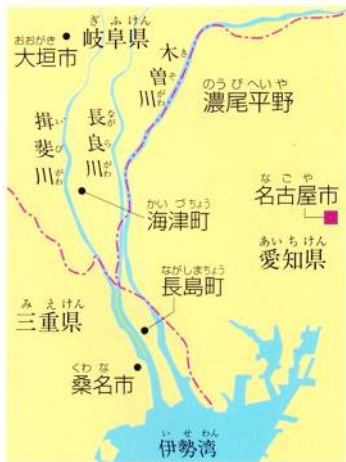 ぎふけん
岐阜県
おおがき
大垣市
きそがわ
木曽川
のうびへいや
濃尾平野
ながらがわ
長良川
いびがわ
揖斐川
なごや
名古屋市
かいづちょう
海津町
あいちけん
愛知県
ながしまちょう
長島町
みえけん
三重県
くわな
桑名市
いせわん
伊勢湾